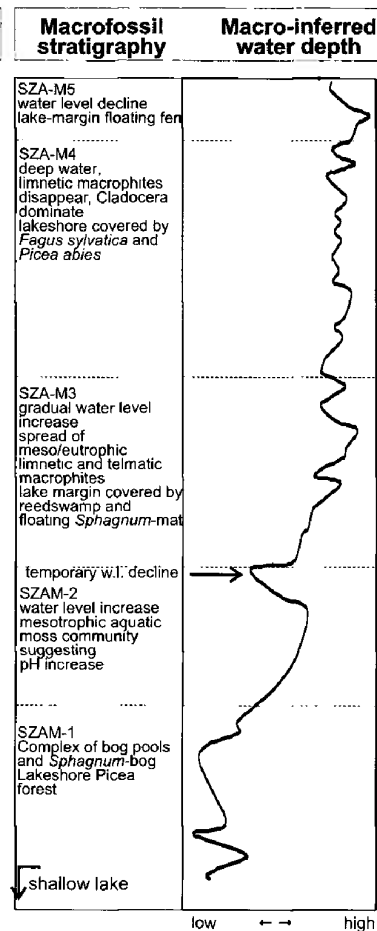 Macrofossil
stratigraphy
Macro-inferred
water depth
SZA-M5
water level decline
lake-margin floating fen
SZA-M4
deep water,
limnetic macrophites
disappear, Cladocera
dominate
lakeshore covered by
Fagus sylvatica and
Picea abies
SZA-M3
gradual water level
increase
spread of
meso/eutrophic
limnetic and telmatic
macrophites
lake margin covered by
reedswamp and
floating Sphagnum-mat
temporary w.l. decline
SZAM-2
water level increase
mesotrophic aquatic
moss community
suggesting
pH increase
SZAM-1
Complex of bog pools
and Sphagnum-bog
Lakeshore Picea
forest
shallow lake
low ←→ high